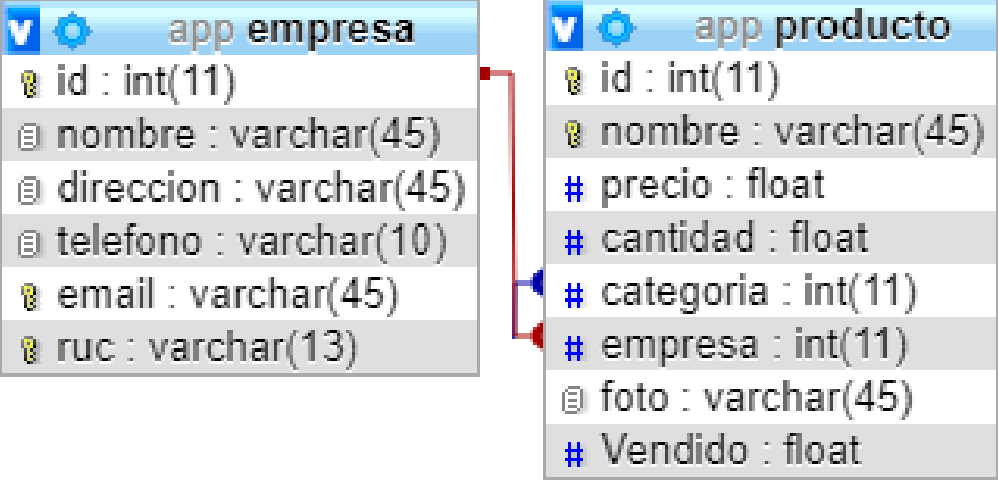 app empresa
id : int(11)
nombre : varchar(45)
direccion : varchar(45)
telefono : varchar(10)
email : varchar(45)
ruc : varchar(13)
app producto
id : int(11)
nombre : varchar(45)
# precio : float
# cantidad : float
# categoria : int(11)
# empresa : int(11)
foto : varchar(45)
# Vendido : float